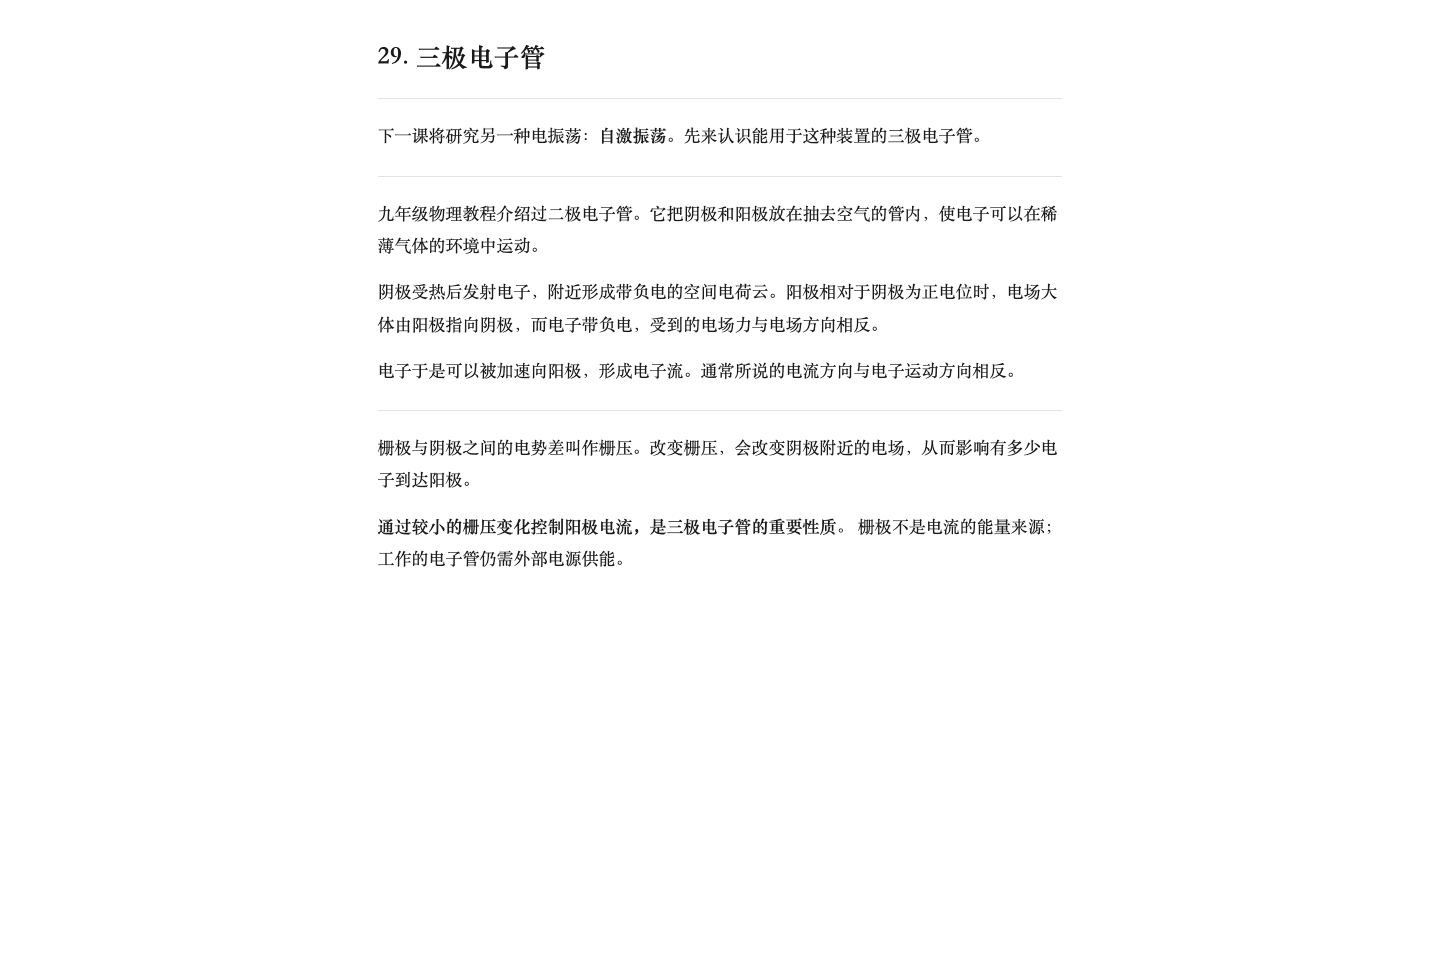 29. 三极电子管
下一课将研究另一种电振荡：自激振荡。先来认识能用于这种装置的三极电子管。
九年级物理教程介绍过二极电子管。它把阴极和阳极放在抽去空气的管内，使电子可以在稀
薄气体的环境中运动。
阴极受热后发射电子，附近形成带负电的空间电荷云。阳极相对于阴极为正电位时，电场大
体由阳极指向阴极，而电子带负电，受到的电场力与电场方向相反。
电子于是可以被加速向阳极，形成电子流。通常所说的电流方向与电子运动方向相反。
栅极与阴极之间的电势差叫作栅压。改变栅压，会改变阴极附近的电场，从而影响有多少电
子到达阳极。
通过较小的栅压变化控制阳极电流，是三极电子管的重要性质。 栅极不是电流的能量来源；
工作的电子管仍需外部电源供能。